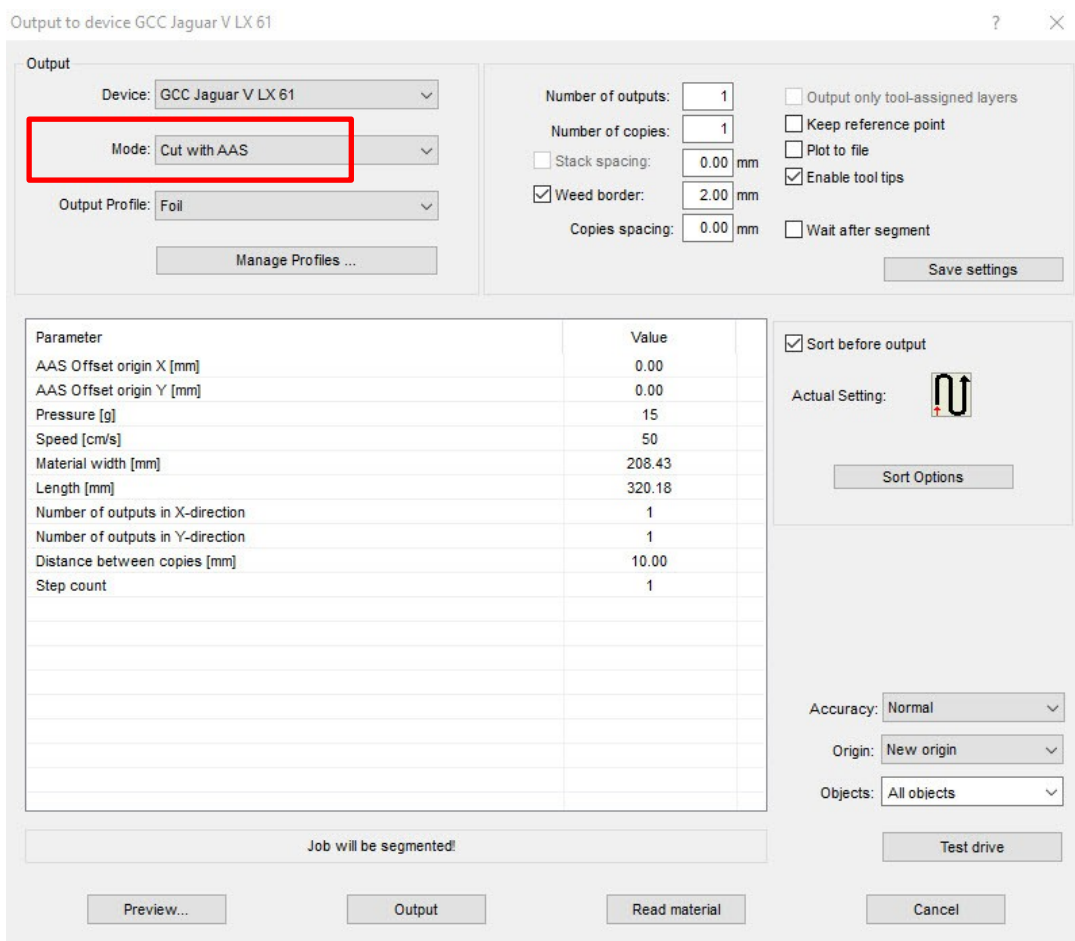 Output to device GCC Jaguar V LX 61 ?
Output
Device: GCC Jaguar V LX 61
Mode: Cut with AAS
Output Profile: Foil
Manage Profiles ...
Number of outputs: 1
Number of copies: 1
Stack spacing: 0.00 mm
Weed border: 2.00 mm
Copies spacing: 0.00 mm
Output only tool-assigned layers
Keep reference point
Plot to file
Enable tool tips
Wait after segment
Save settings
Parameter Value
AAS Offset origin X [mm] 0.00
AAS Offset origin Y [mm] 0.00
Pressure [g] 15
Speed [cm/s] 50
Material width [mm] 208.43
Length [mm] 320.18
Number of outputs in X-direction 1
Number of outputs in Y-direction 1
Distance between copies [mm] 10.00
Step count 1
Sort before output
Actual Setting:
Sort Options
Accuracy: Normal
Origin: New origin
Objects: All objects
Job will be segmented!
Test drive
Preview... Output Read material Cancel